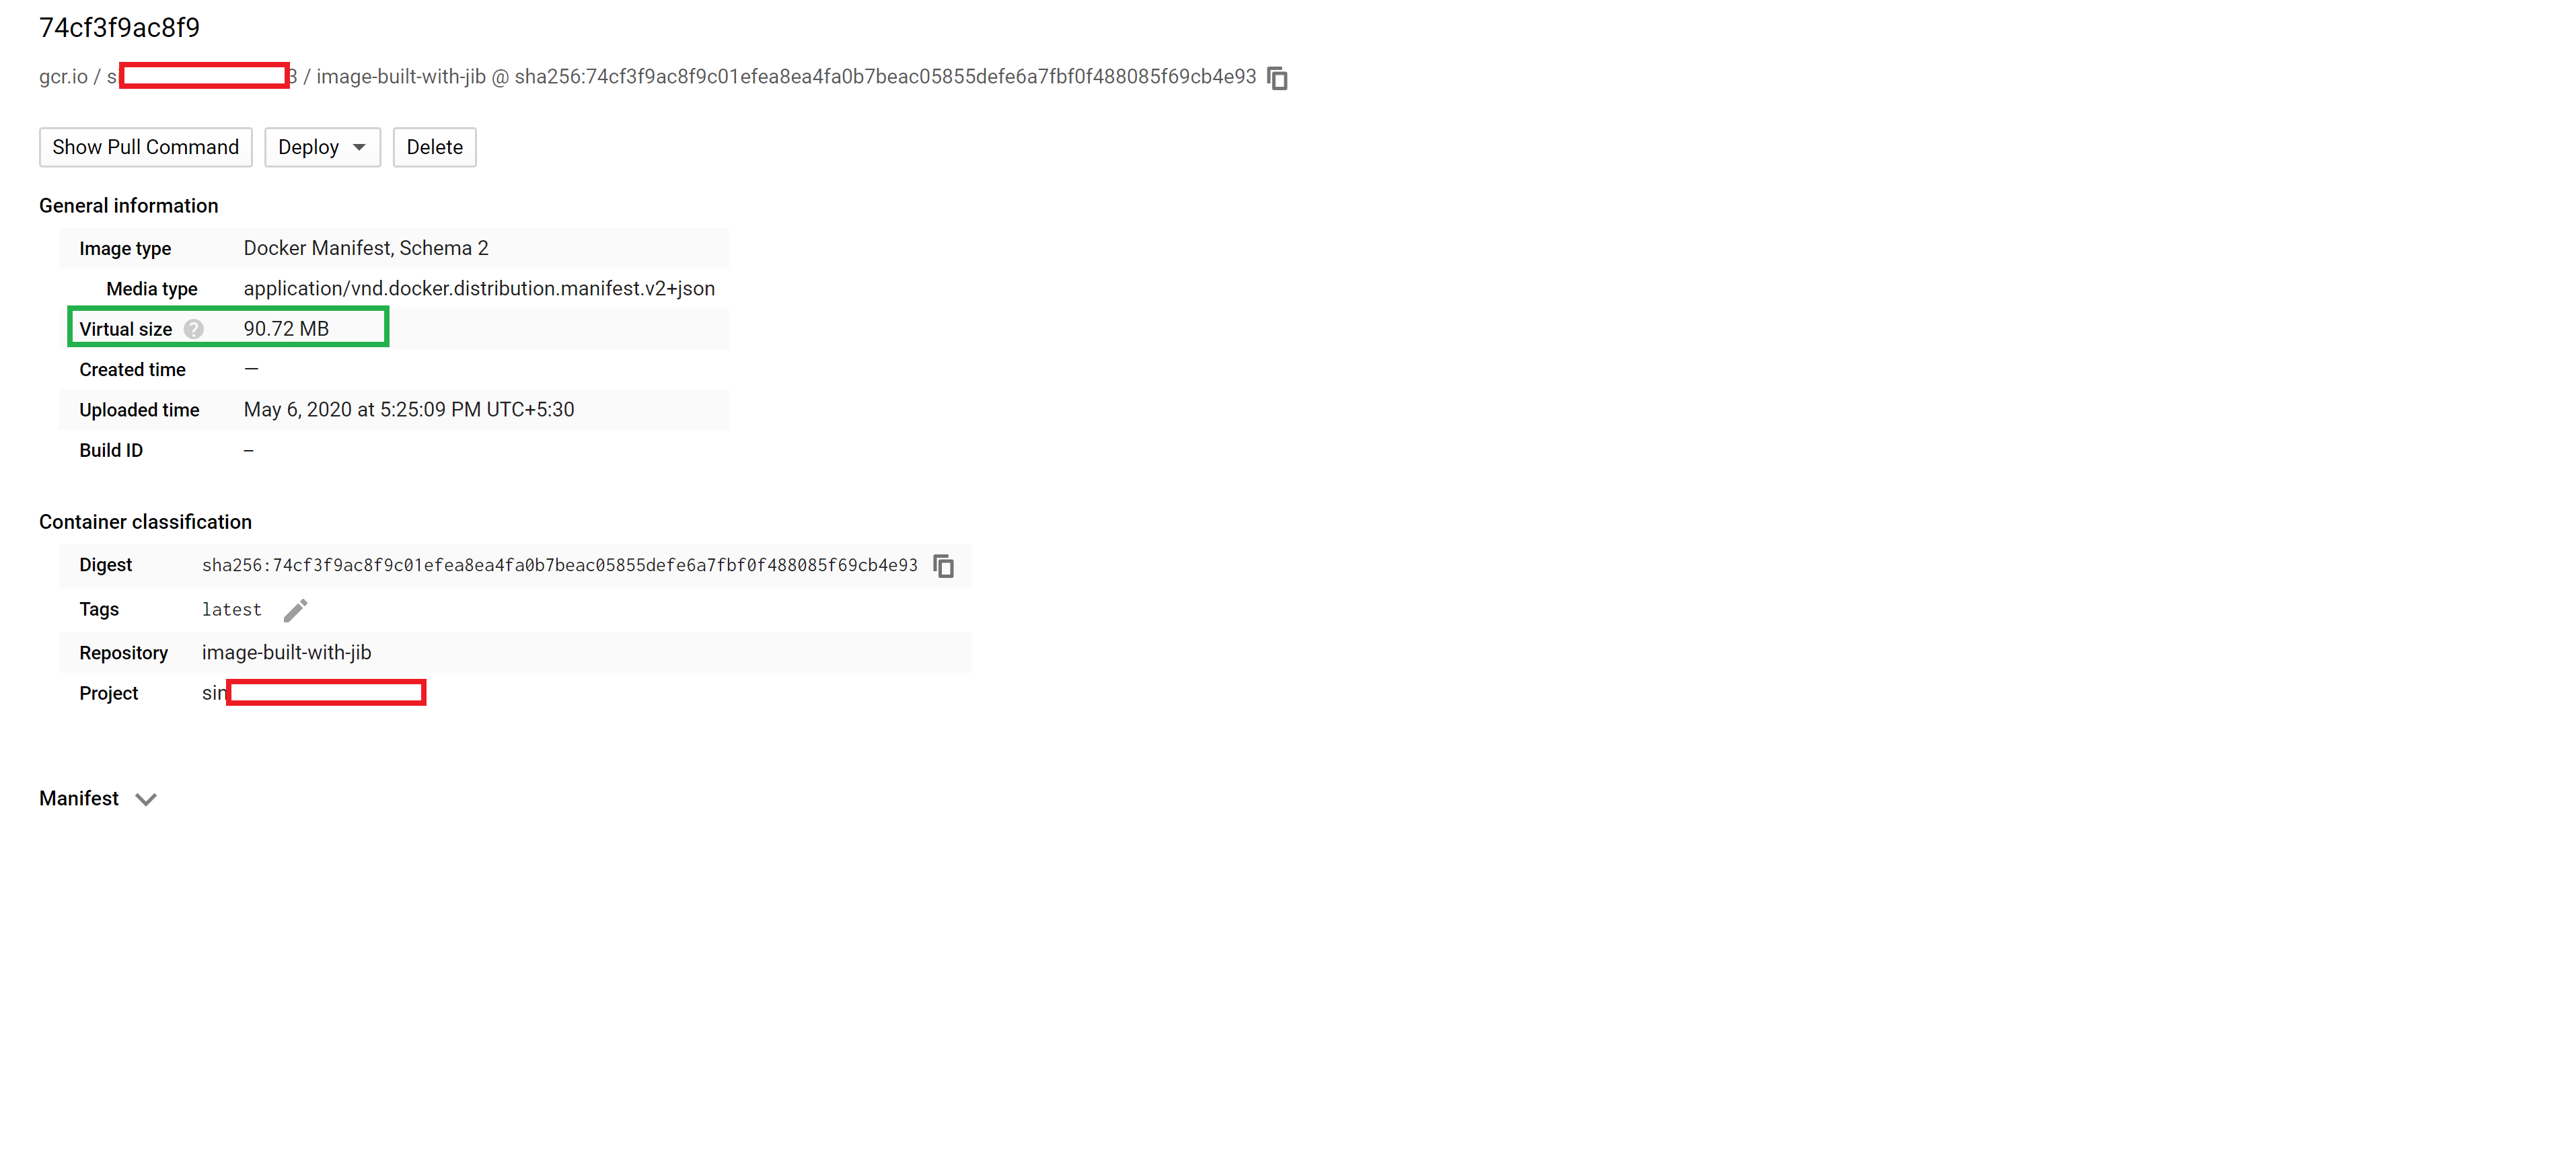 74cf3f9ac8f9
gcr.io / s 3 / image-built-with-jib @ sha256:74cf3f9ac8f9c01efea8ea4fa0b7beac05855defe6a7fbf0f488085f69cb4e93
Show Pull Command Deploy Delete
General information
Image type Docker Manifest, Schema 2
Media type application/vnd.docker.distribution.manifest.v2+json
Virtual size ? 90.72 MB
Created time —
Uploaded time May 6, 2020 at 5:25:09 PM UTC+5:30
Build ID –
Container classification
Digest sha256:74cf3f9ac8f9c01efea8ea4fa0b7beac05855defe6a7fbf0f488085f69cb4e93
Tags latest
Repository image-built-with-jib
Project sin
Manifest